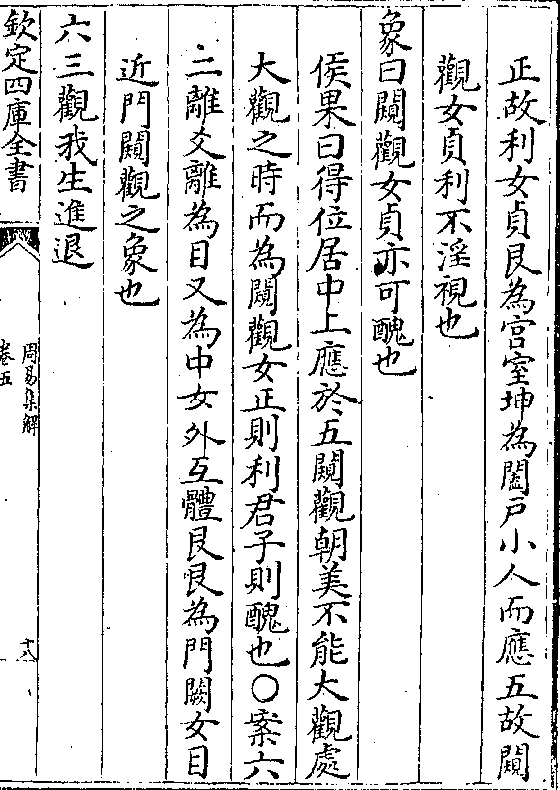 正故利女貞艮為宫室坤為闔戶小人而應五故闚
觀女貞利不淫視也
象曰闚觀女貞亦可醜也
侯果曰得位居中上應於五闚觀朝美不能大觀處
大觀之時而為闚觀女正則利君子則醜也○案六
二離爻離為目又為中女外互體艮艮為門闕女目
近門闚觀之象也
六三觀我生進退
欽定四庫全書
周易集解
卷五
十八